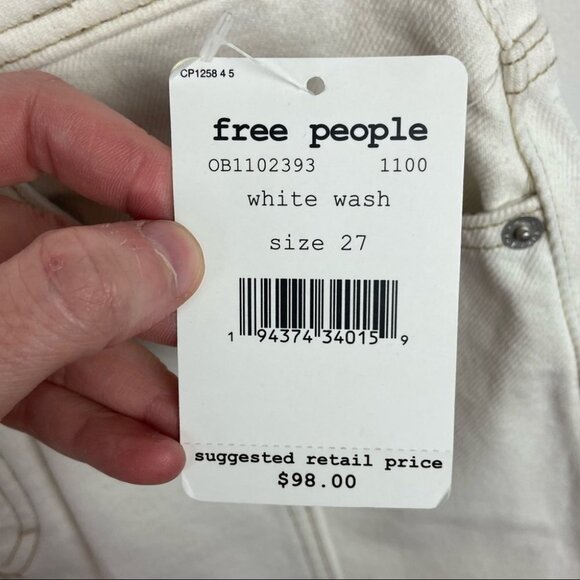 CP1258 4 5
free people
OB1102393 1100
white wash
size 27
1 94374 34015 9
suggested retail price
$98.00